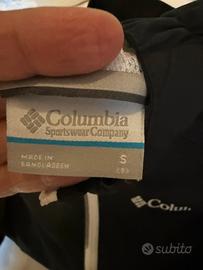 Columbia
Sportswear Company
MADE IN
BANGLADESH
S
Colu
subito